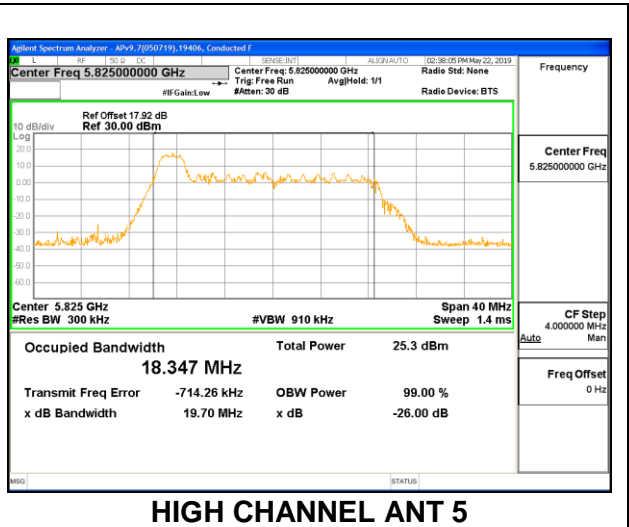 Agilent Spectrum Analyzer - APv9.7(050719),19406, Conducted F
L RF 50 Ω DC SENSE:INT ALIGN AUTO 02:38:05 PM May 22, 2019
Center Freq 5.825000000 GHz
#IFGain:Low
Center Freq: 5.825000000 GHz
Trig: Free Run Avg|Hold: 1/1
#Atten: 30 dB
Radio Std: None
Radio Device: BTS
Frequency
Ref Offset 17.92 dB
10 dB/div Ref 30.00 dBm
Log
20.0
10.0
0.00
-10.0
-20.0
-30.0
-40.0
-50.0
-60.0
Center 5.825 GHz Span 40 MHz
#Res BW 300 kHz #VBW 910 kHz Sweep 1.4 ms
Occupied Bandwidth Total Power 25.3 dBm
18.347 MHz
Transmit Freq Error -714.26 kHz OBW Power 99.00 %
x dB Bandwidth 19.70 MHz x dB -26.00 dB
Center Freq
5.825000000 GHz
CF Step
4.000000 MHz
Auto Man
Freq Offset
0 Hz
MSG STATUS
HIGH CHANNEL ANT 5